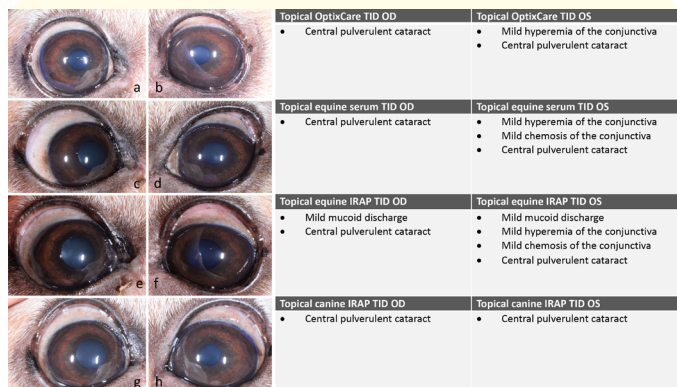 Topical OptixCare TID OD
Topical OptixCare TID OS
• Central pulverulent cataract
• Mild hyperemia of the conjunctiva
• Central pulverulent cataract
a
b
Topical equine serum TID OD
Topical equine serum TID OS
• Central pulverulent cataract
• Mild hyperemia of the conjunctiva
• Mild chemosis of the conjunctiva
• Central pulverulent cataract
c
d
Topical equine IRAP TID OD
Topical equine IRAP TID OS
• Mild mucoid discharge
• Central pulverulent cataract
• Mild mucoid discharge
• Mild hyperemia of the conjunctiva
• Mild chemosis of the conjunctiva
• Central pulverulent cataract
e
f
Topical canine IRAP TID OD
Topical canine IRAP TID OS
• Central pulverulent cataract
• Central pulverulent cataract
g
h